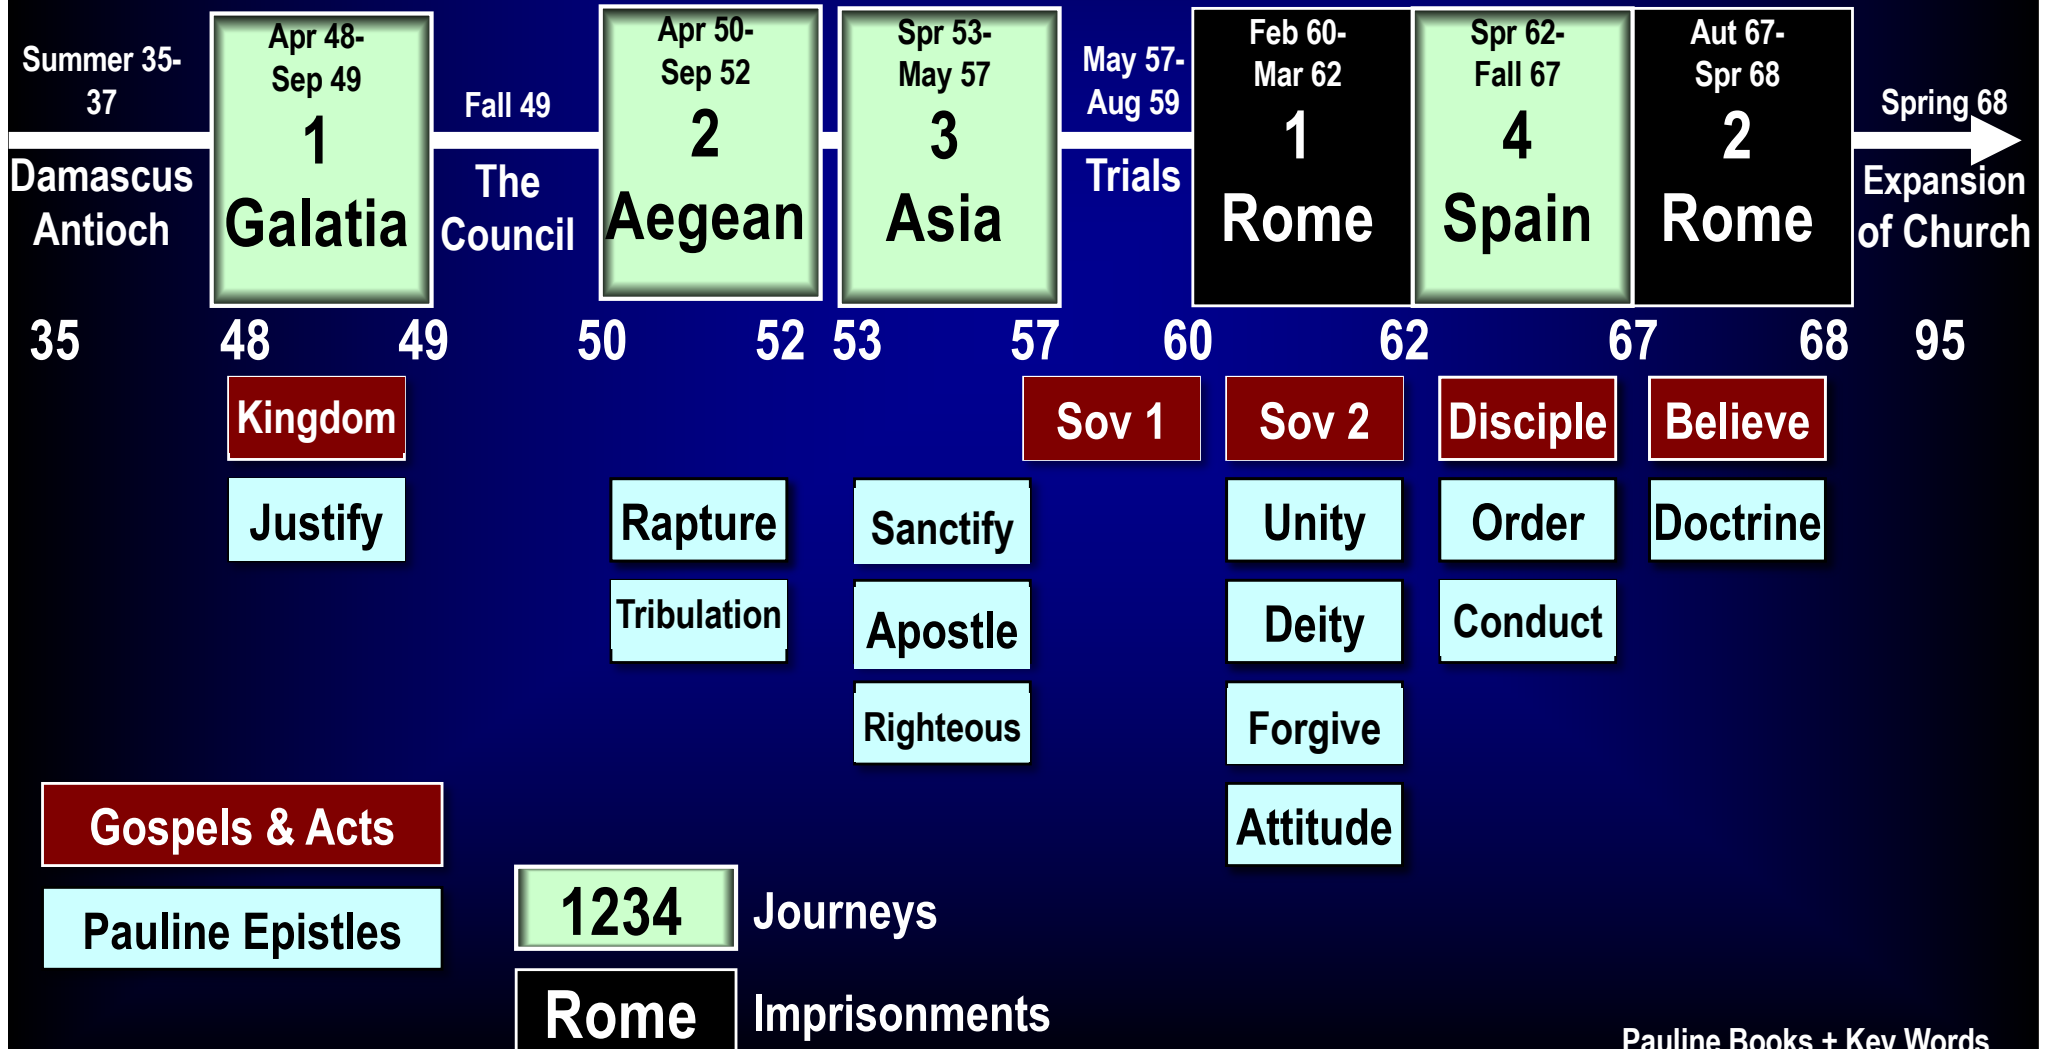 Summer 35-
37
Damascus
Antioch
Apr 48-
Sep 49
1
Galatia
Fall 49
The
Council
Apr 50-
Sep 52
2
Aegean
Spr 53-
May 57
3
Asia
May 57-
Aug 59
Trials
Feb 60-
Mar 62
1
Rome
Spr 62-
Fall 67
4
Spain
Aut 67-
Spr 68
2
Rome
Spring 68
Expansion
of Church
35 48 49 50 52 53 57 60 62 67 68 95
Kingdom Sov 1 Sov 2 Disciple Believe
Justify Rapture Sanctify Unity Order Doctrine
Tribulation Apostle Deity Conduct
Righteous Forgive
Attitude
Gospels & Acts
Pauline Epistles
1234 Journeys
Rome Imprisonments
Pauline Books + Key Words